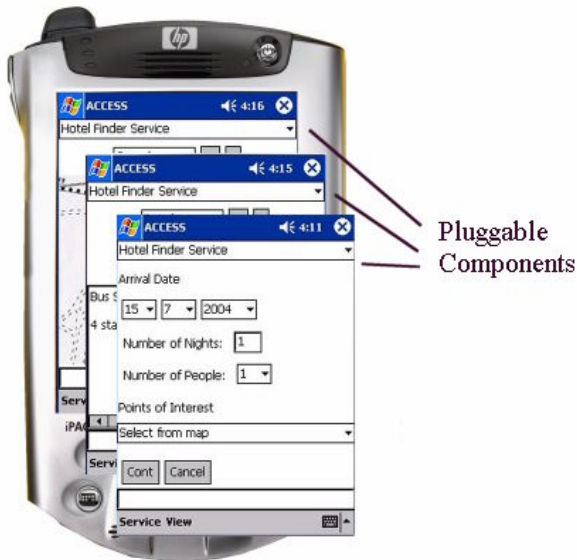 hp
ACCESS 4:16
Hotel Finder Service
ACCESS 4:15
Hotel Finder Service
ACCESS 4:11
Hotel Finder Service
Arrival Date
15 7 2004
Number of Nights: 1
Number of People: 1
Points of Interest
Select from map
Cont Cancel
Service View
Bus S
4 sta
Serv
iPA
Servi
Pluggable
Components